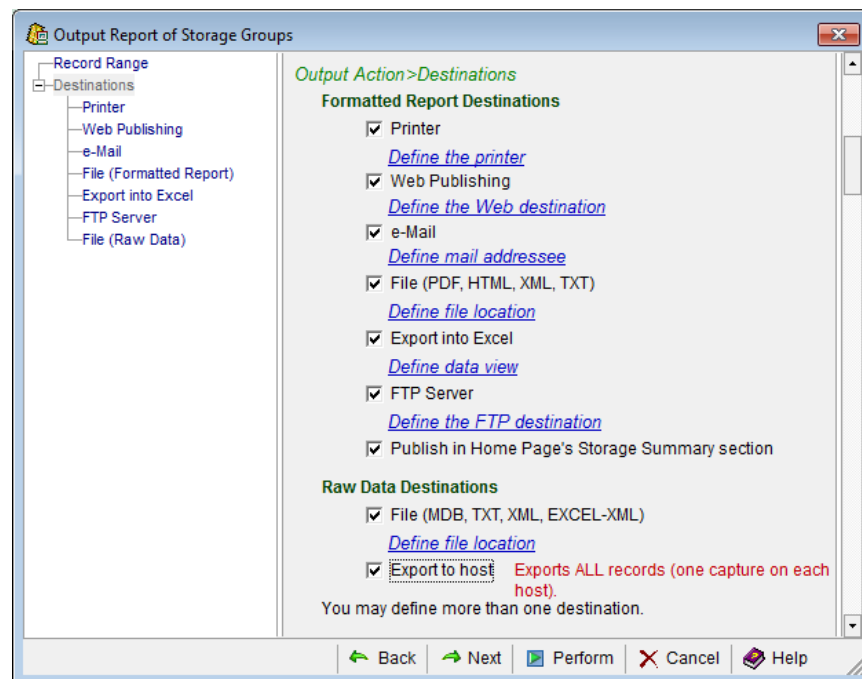 Output Report of Storage Groups
Record Range
Destinations
Printer
Web Publishing
e-Mail
File (Formatted Report)
Export into Excel
FTP Server
File (Raw Data)
Output Action>Destinations
Formatted Report Destinations
Printer
Define the printer
Web Publishing
Define the Web destination
e-Mail
Define mail addressee
File (PDF, HTML, XML, TXT)
Define file location
Export into Excel
Define data view
FTP Server
Define the FTP destination
Publish in Home Page's Storage Summary section
Raw Data Destinations
File (MDB, TXT, XML, EXCEL-XML)
Define file location
Export to host Exports ALL records (one capture on each
host).
You may define more than one destination.
Back Next Perform Cancel Help